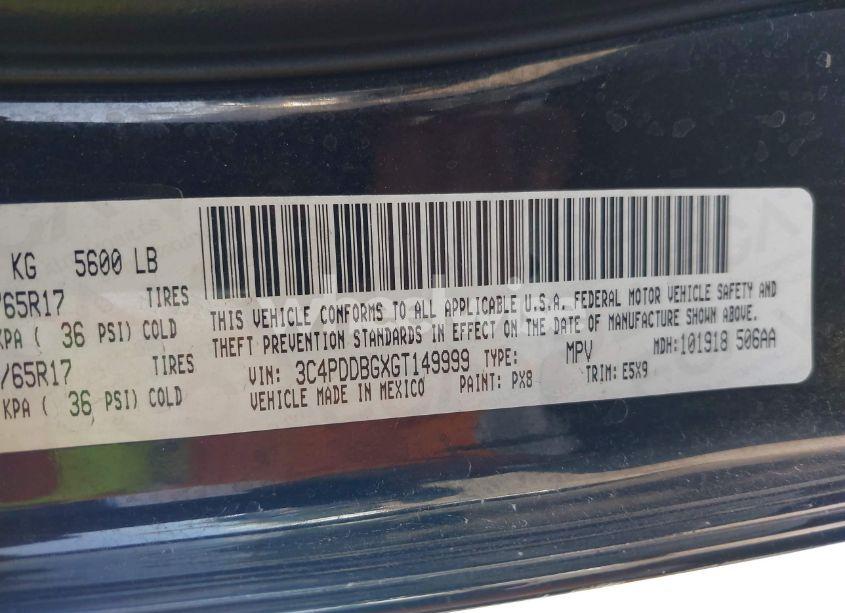 KG 5600 LB
/65R17 TIRES
KPA ( 36 PSI) COLD
/65R17 TIRES
KPA ( 36 PSI) COLD
THIS VEHICLE CONFORMS TO ALL APPLICABLE U.S.A. FEDERAL MOTOR VEHICLE SAFETY AND
THEFT PREVENTION STANDARDS IN EFFECT ON THE DATE OF MANUFACTURE SHOWN ABOVE.
VIN: 3C4PDDBGXGT149999 TYPE: MPV MDH:101918 506AA
VEHICLE MADE IN MEXICO PAINT: PX8 TRIM: E5X9